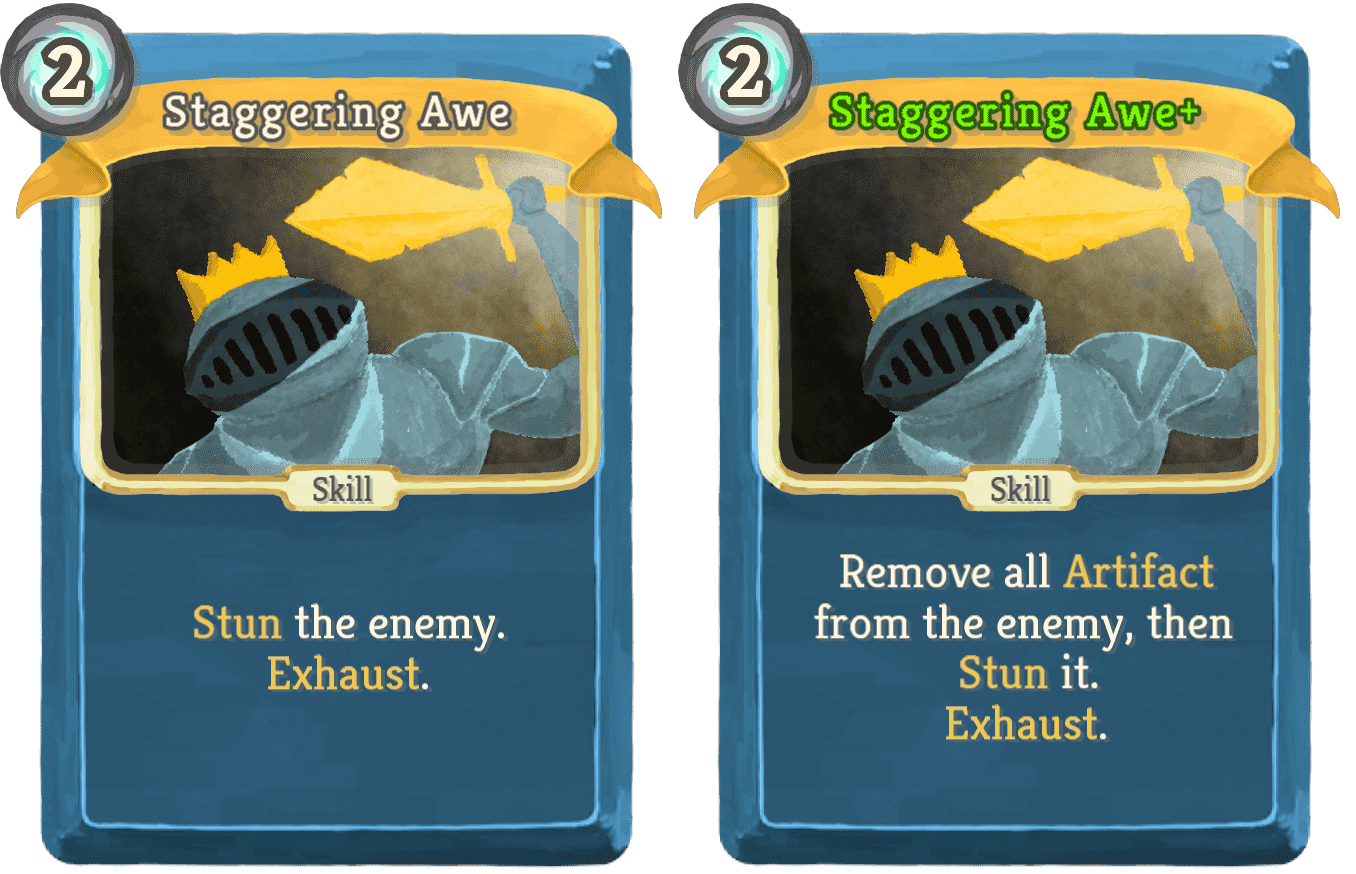 2
Staggering Awe
Skill
Stun the enemy.
Exhaust.
2
Staggering Awe+
Skill
Remove all Artifact
from the enemy, then
Stun it.
Exhaust.